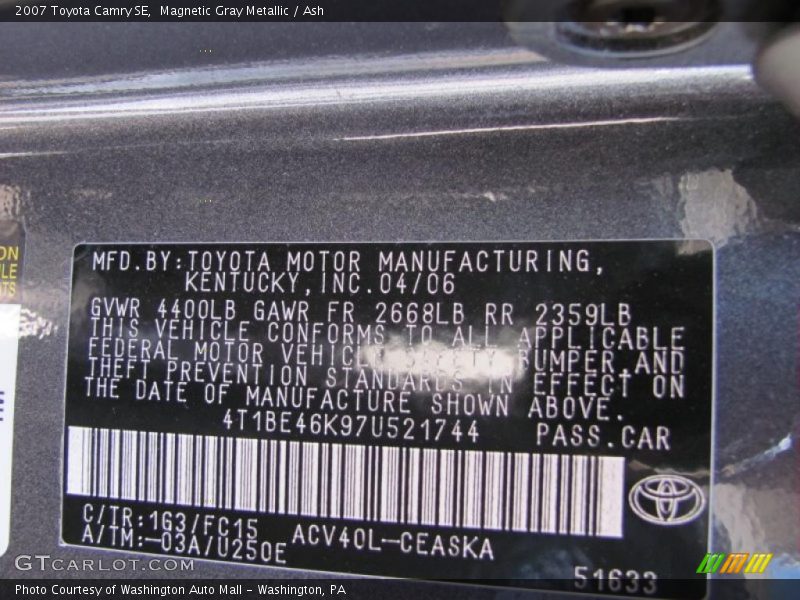 2007 Toyota Camry SE,  Magnetic Gray Metallic / Ash
MFD.BY:TOYOTA MOTOR MANUFACTURING,
KENTUCKY,INC.04/06
GVWR 4400LB GAWR FR 2668LB RR 2359LB
THIS VEHICLE CONFORMS TO ALL APPLICABLE
FEDERAL MOTOR VEHICLE SAFETY BUMPER,AND
THEFT PREVENTION STANDARDS IN EFFECT ON
THE DATE OF MANUFACTURE SHOWN ABOVE.
4T1BE46K97U521744 PASS.CAR
C/TR:1G3/FC15
A/TM:-03A/U250E
ACV40L-CEASKA
51633
GTCarLot.com
Photo Courtesy of Washington Auto Mall - Washington, PA